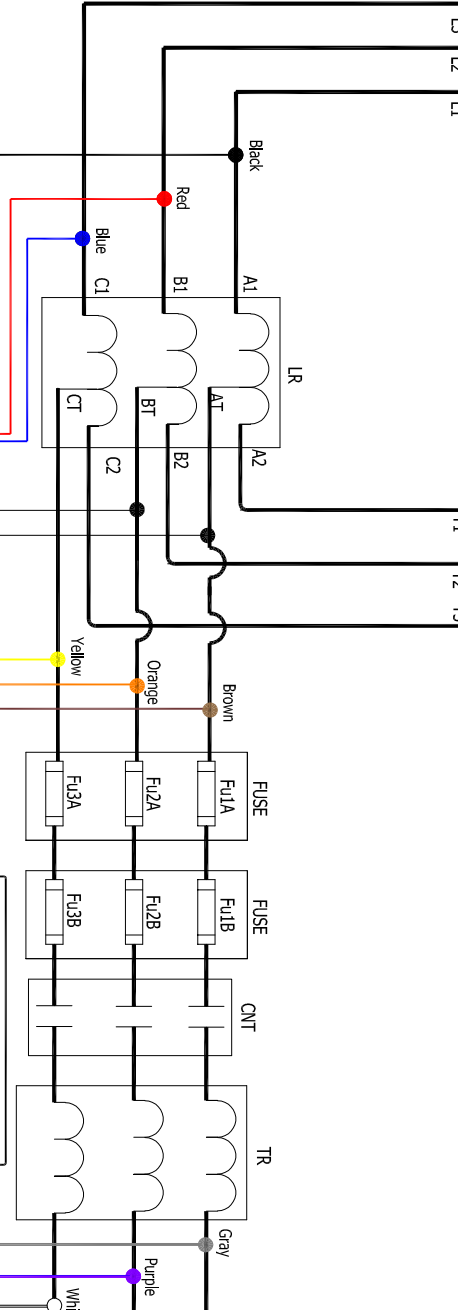 L2
L1
Black
Red
Blue
C1
B1
A1
LR
CT
BT
AT
C2
B2
A2
Yellow
Orange
Brown
Fu3A
Fu2A
Fu1A
FUSE
Fu3B
Fu2B
Fu1B
FUSE
CNT
TR
Gray
Purple